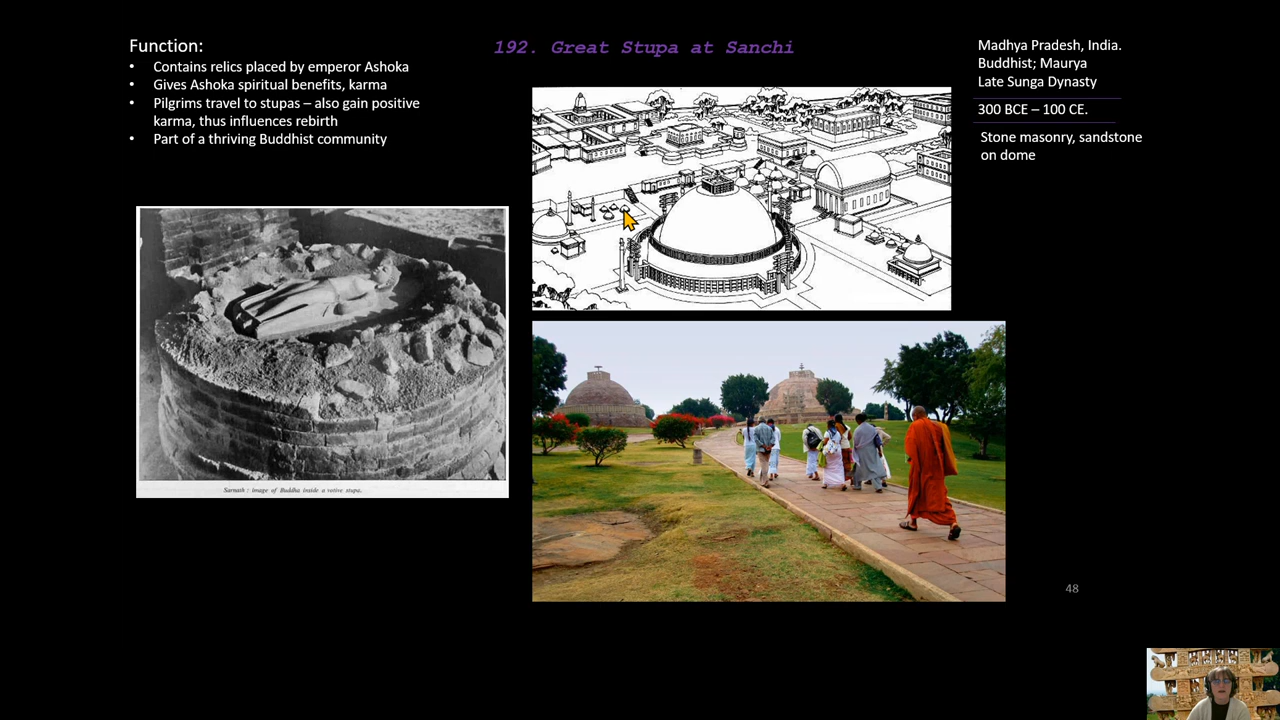 192. Great Stupa at Sanchi
Function:
• Contains relics placed by emperor Ashoka
• Gives Ashoka spiritual benefits, karma
• Pilgrims travel to stupas – also gain positive
karma, thus influences rebirth
• Part of a thriving Buddhist community
Madhya Pradesh, India.
Buddhist; Maurya
Late Sunga Dynasty
300 BCE – 100 CE.
Stone masonry, sandstone
on dome
Sarnath : image of Buddha inside a votive stupa.
48